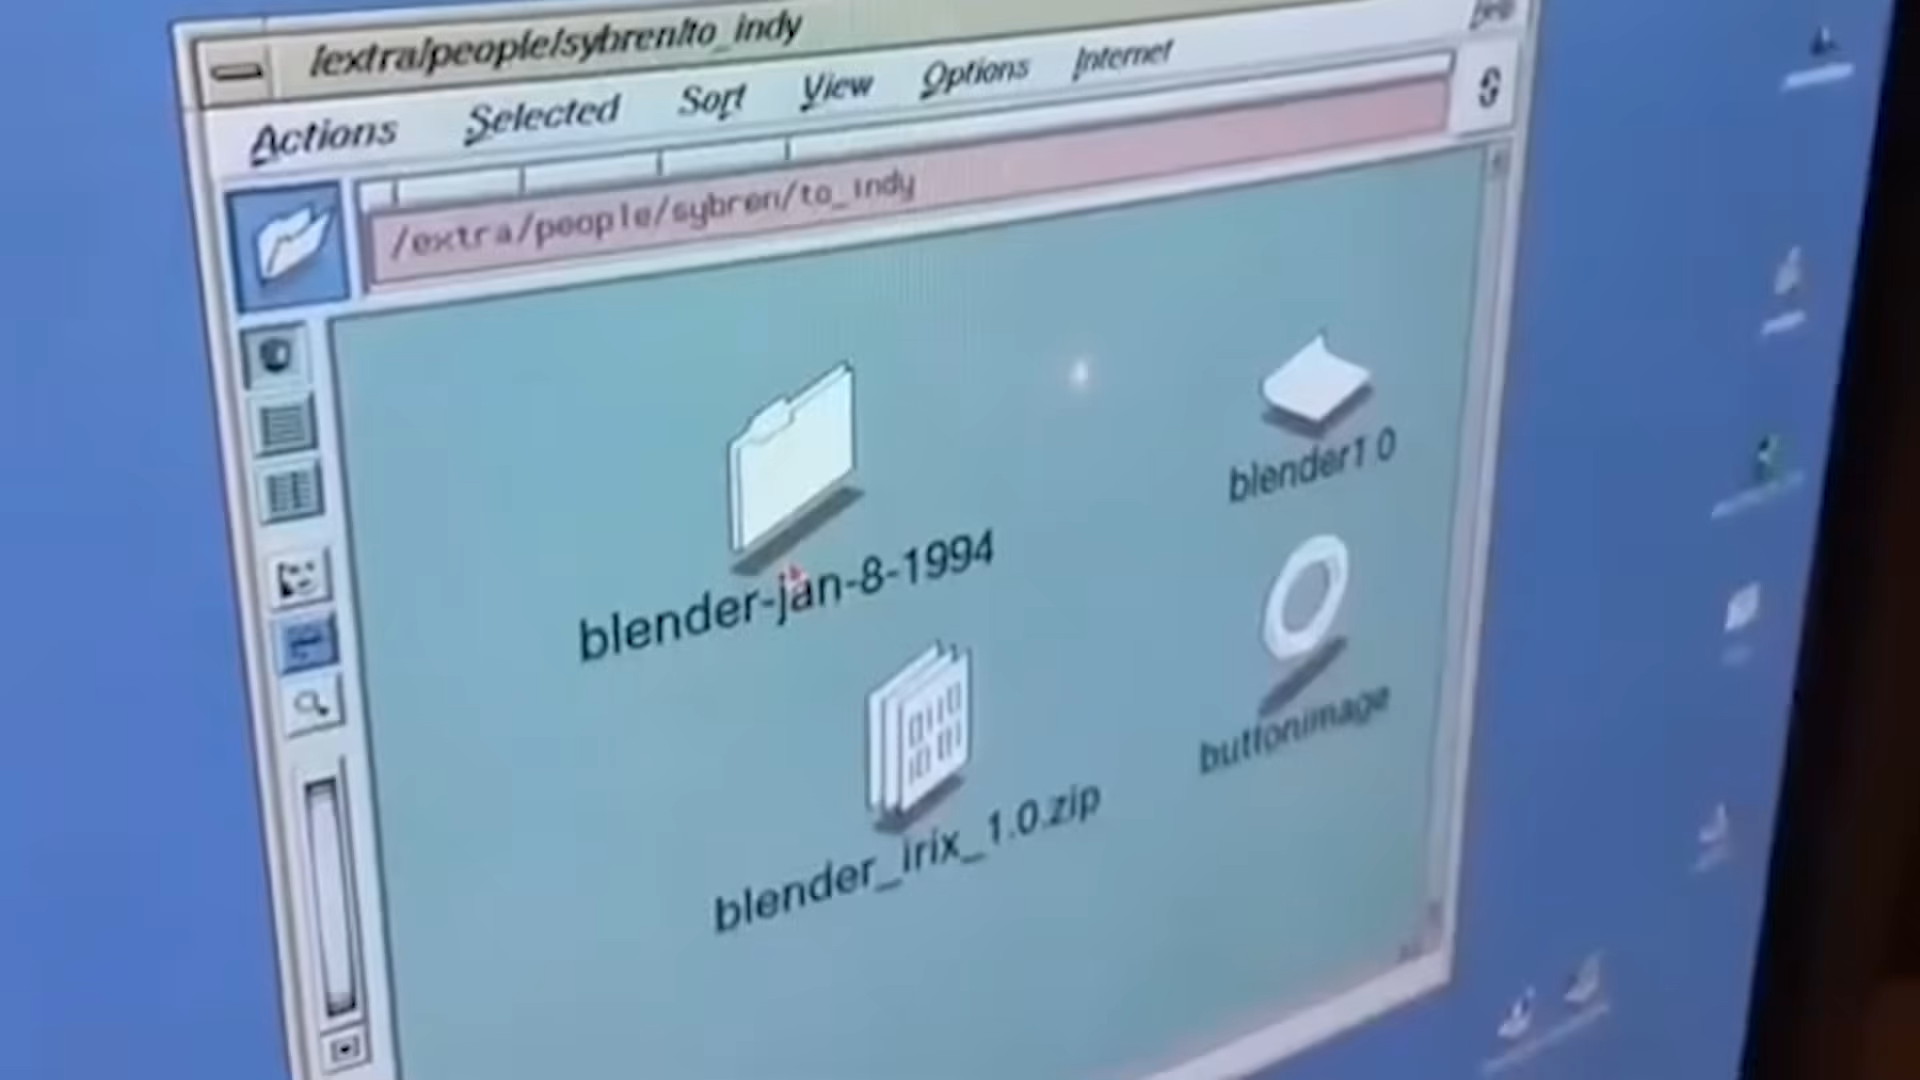 /extra/people/sybren/to_indy
Actions Selected Sort View Options Internet Help
/extra/people/sybren/to_indy
blender-jan-8-1994
blender1.0
buttonimage
blender_irix_1.0.zip